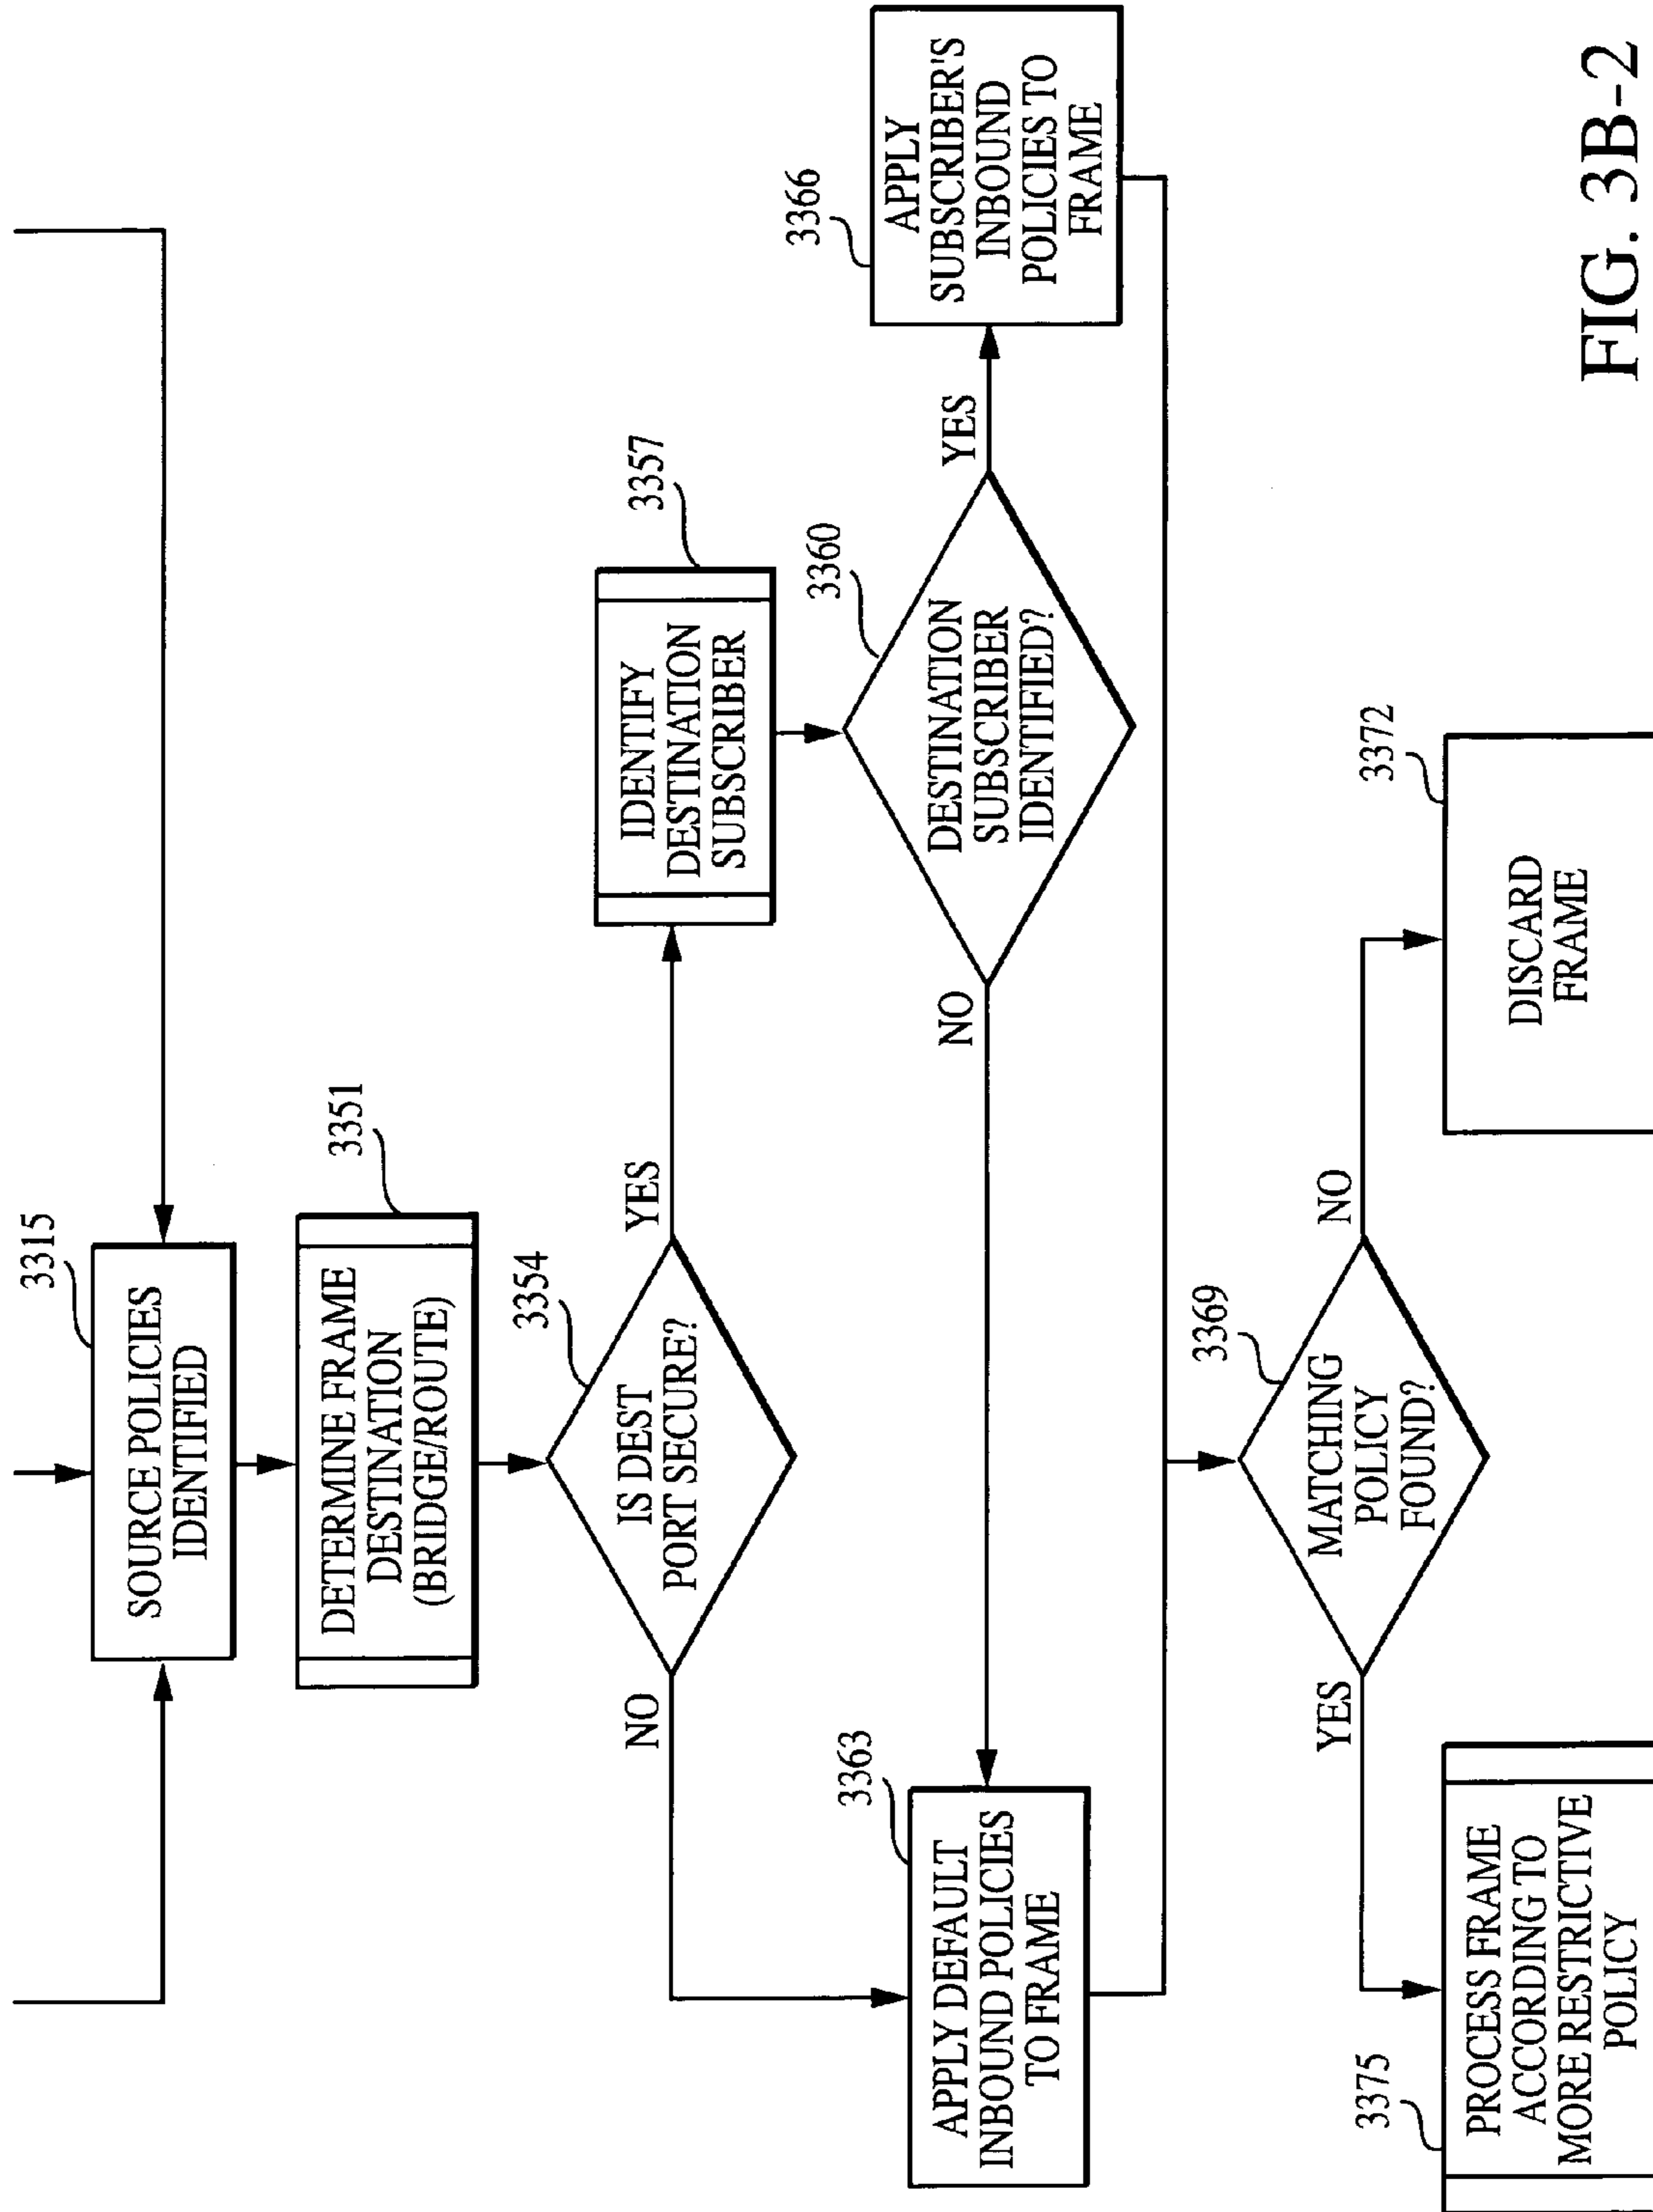 3315
SOURCE POLICIES
IDENTIFIED
3351
DETERMINE FRAME
DESTINATION
(BRIDGE/ROUTE)
3354
IS DEST
PORT SECURE?
NO
YES
3357
IDENTIFY
DESTINATION
SUBSCRIBER
3360
DESTINATION
SUBSCRIBER
IDENTIFIED?
NO
YES
3363
APPLY DEFAULT
INBOUND POLICIES
TO FRAME
3366
APPLY
SUBSCRIBER'S
INBOUND
POLICIES TO
FRAME
3369
MATCHING
POLICY
FOUND?
YES
NO
3375
PROCESS FRAME
ACCORDING TO
MORE RESTRICTIVE
POLICY
3372
DISCARD
FRAME
FIG. 3B-2